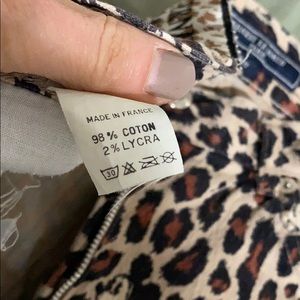 MADE IN FRANCE
98% COTON
2% LYCRA
30